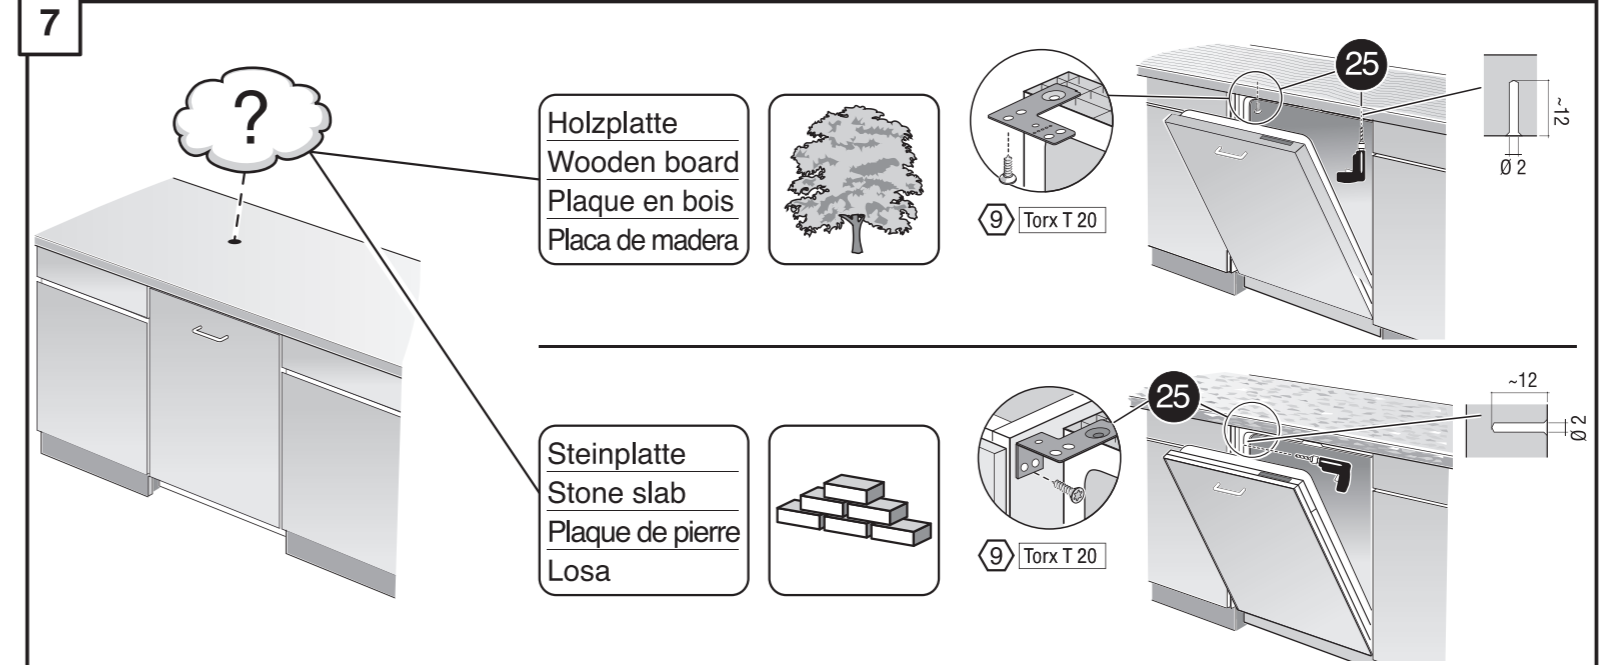 7
?
Holzplatte
Wooden board
Plaque en bois
Placa de madera
9 Torx T 20
25
~12
Ø 2
Steinplatte
Stone slab
Plaque de pierre
Losa
9 Torx T 20
25
~12
Ø 2